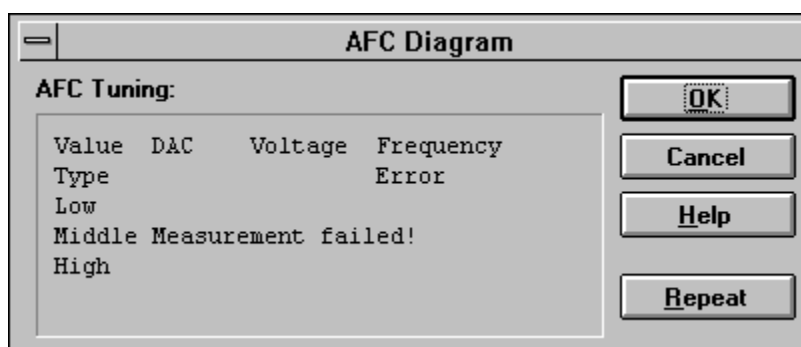 AFC Diagram
AFC Tuning:
Value DAC Voltage Frequency
Type Error
Low
Middle Measurement failed!
High
OK
Cancel
Help
Repeat